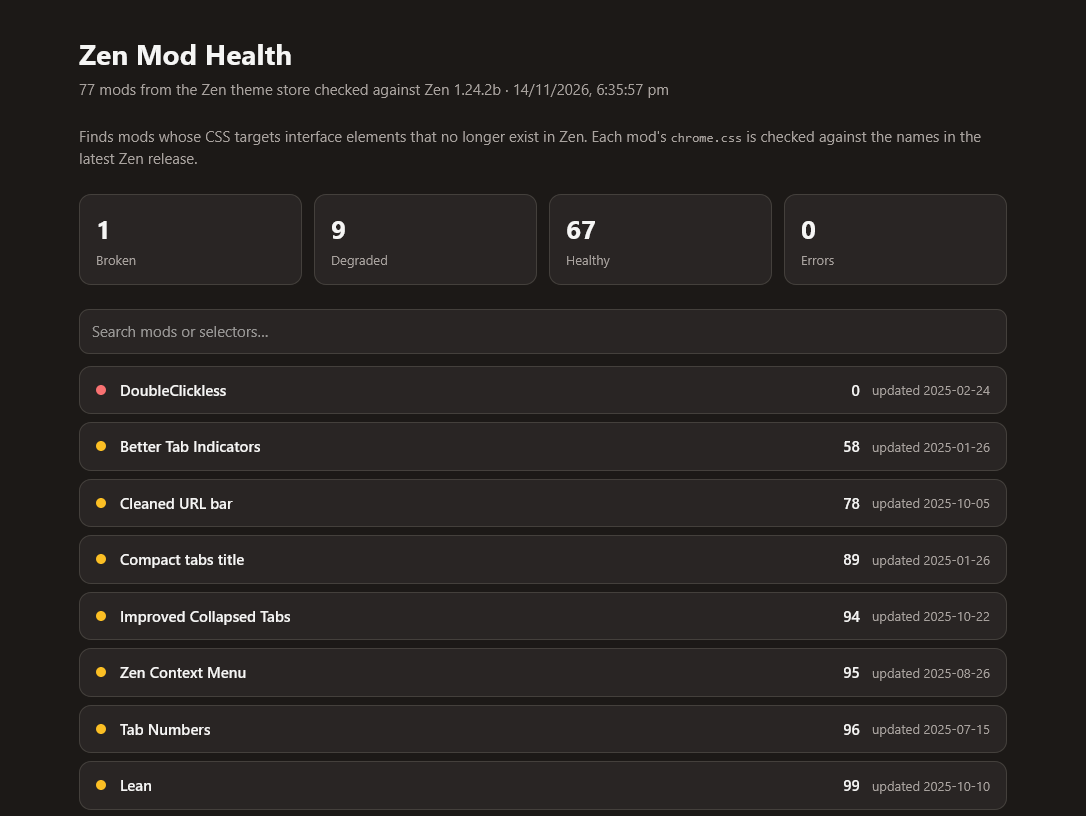 Zen Mod Health
77 mods from the Zen theme store checked against Zen 1.24.2b · 14/11/2026, 6:35:57 pm
Finds mods whose CSS targets interface elements that no longer exist in Zen. Each mod's chrome.css is checked against the names in the
latest Zen release.
1
Broken
9
Degraded
67
Healthy
0
Errors
Search mods or selectors...
DoubleClickless 0 updated 2025-02-24
Better Tab Indicators 58 updated 2025-01-26
Cleaned URL bar 78 updated 2025-10-05
Compact tabs title 89 updated 2025-01-26
Improved Collapsed Tabs 94 updated 2025-10-22
Zen Context Menu 95 updated 2025-08-26
Tab Numbers 96 updated 2025-07-15
Lean 99 updated 2025-10-10